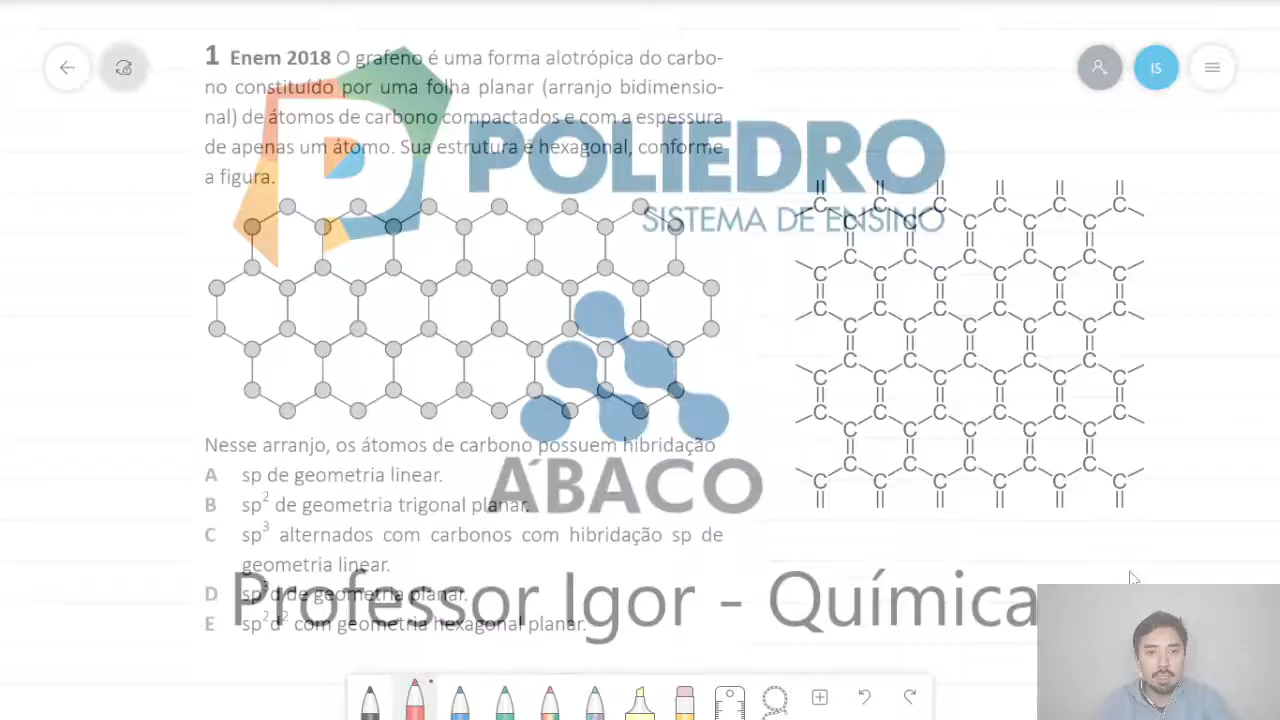 1 Enem 2018 O grafeno é uma forma alotrópica do carbo-
no constituído por uma folha planar (arranjo bidimensio-
nal) de átomos de carbono compactados e com a espessura
de apenas um átomo. Sua estrutura é hexagonal, conforme
a figura.
IS
POLIEDRO
SISTEMA DE ENSINO
Nesse arranjo, os átomos de carbono possuem hibridação
A sp de geometria linear.
B sp² de geometria trigonal planar.
C sp³ alternados com carbonos com hibridação sp de
geometria linear.
D sp³d de geometria planar.
E sp²d² com geometria hexagonal planar.
ÁBACO
Professor Igor - Química
C C C C C C
C C C C C
C C C C C
C C C C C C
C C C C C C
C C C C C
C C C C C
C C C C C C
C C C C C C
C C C C C
C C C C C
C C C C C C